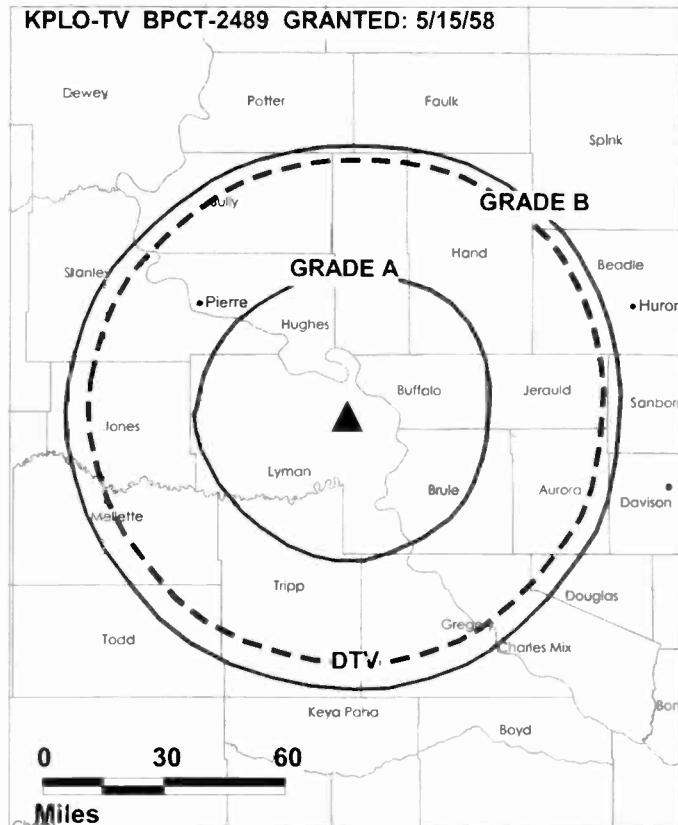 KPLO-TV BPCT-2489 GRANTED: 5/15/58
Dewey
Potter
Faulk
Spink
Sully
GRADE B
Hand
Beadle
Stanley
GRADE A
Pierre
Huron
Hughes
Buffalo
Jerauld
Sanborn
Jones
Lyman
Brule
Aurora
Davison
Mellette
Tripp
Douglas
Gregory
Todd
DTV
Charles Mix
Keya Paha
Bon
Boyd
0 30 60
Miles